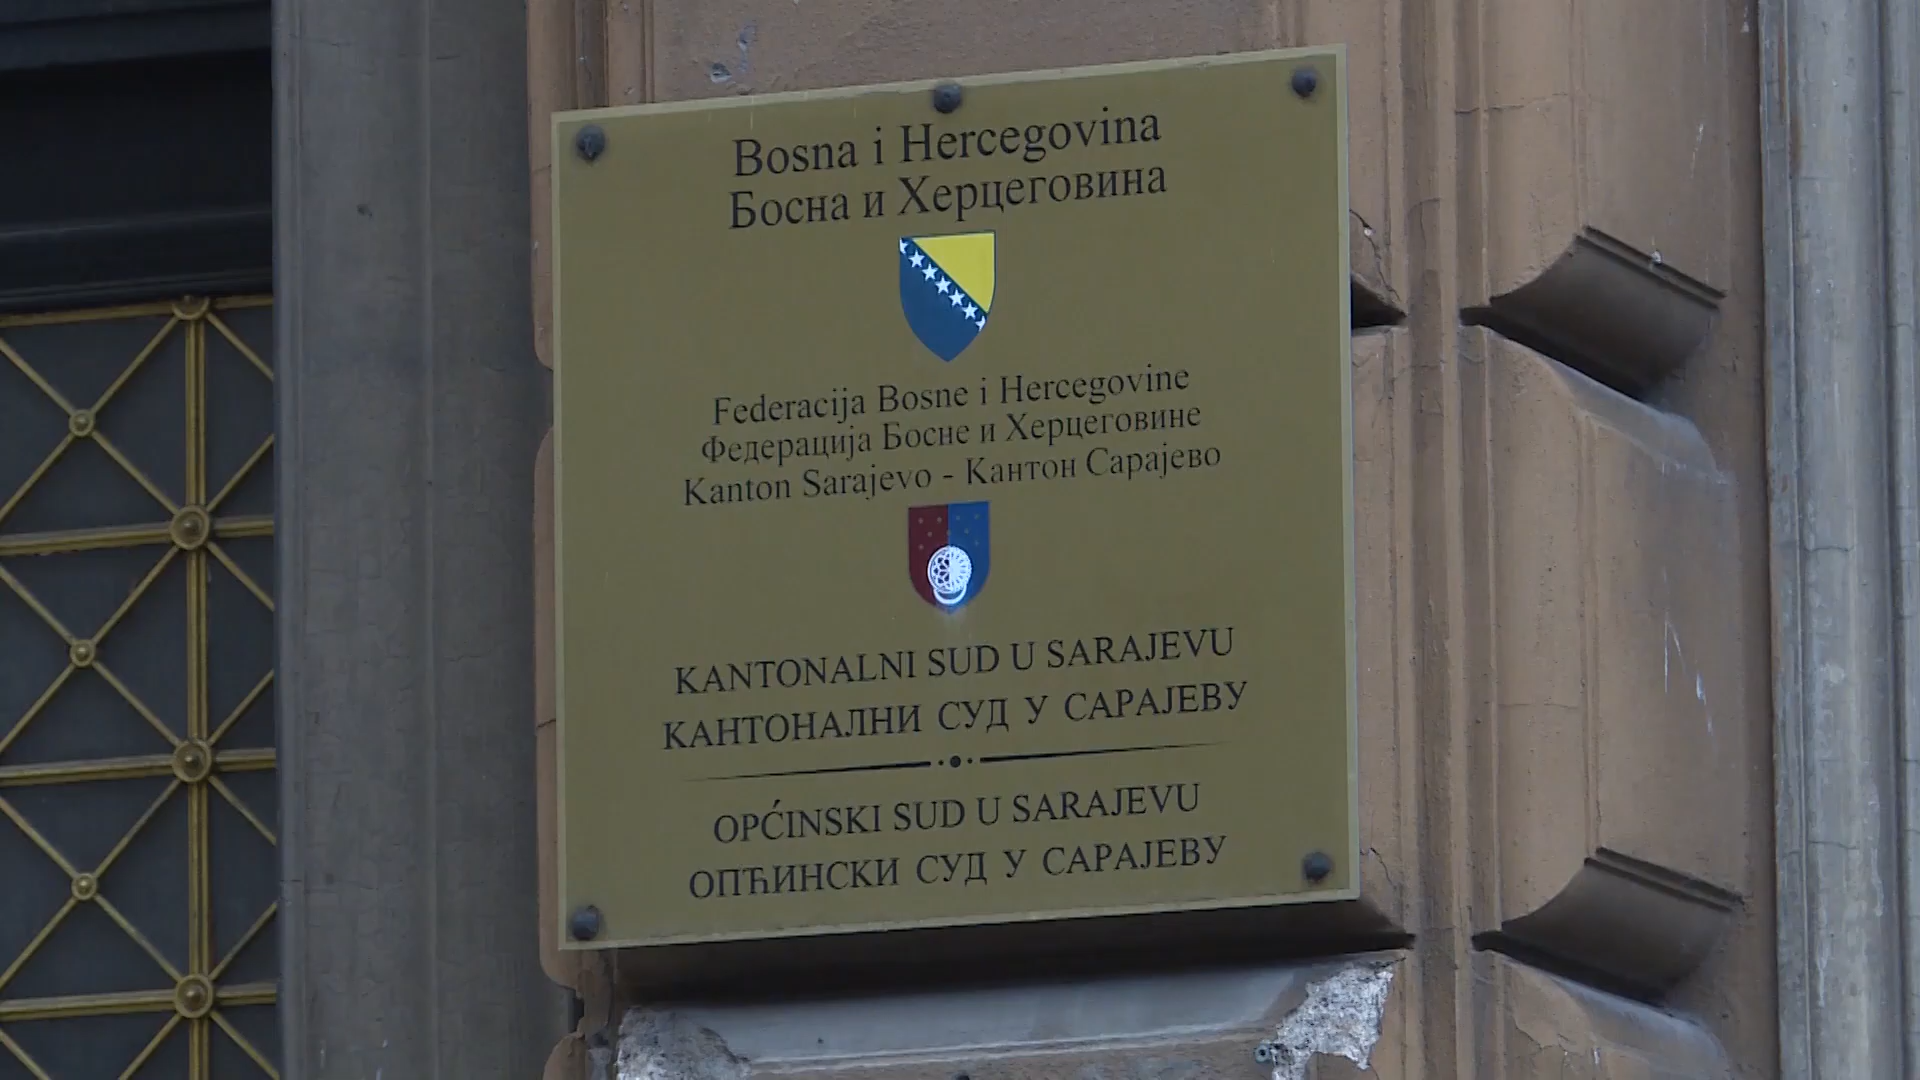 Bosna i Hercegovina
Босна и Херцеговина
Federacija Bosne i Hercegovine
Федерација Босне и Херцеговине
Kanton Sarajevo - Кантон Сарајево
KANTONALNI SUD U SARAJEVU
КАНТОНАЛНИ СУД У САРАЈЕВУ
OPĆINSKI SUD U SARAJEVU
ОПЋИНСКИ СУД У САРАЈЕВУ